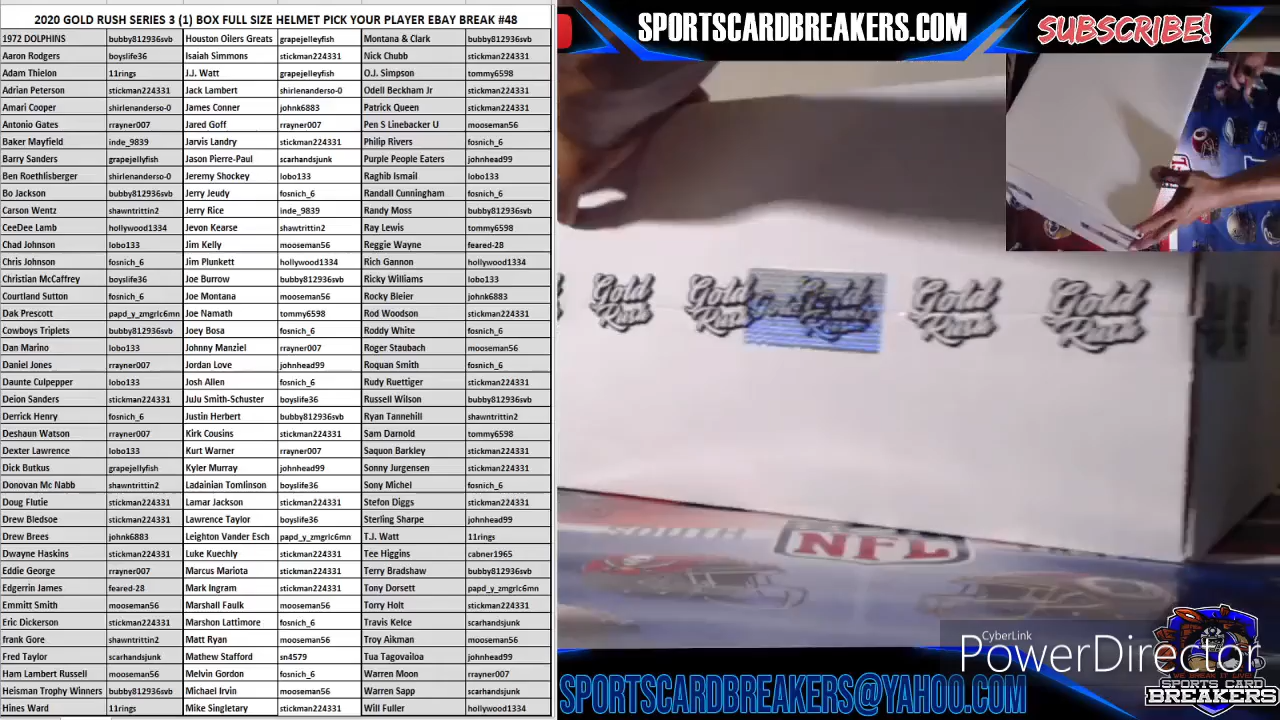 2020 GOLD RUSH SERIES 3 (1) BOX FULL SIZE HELMET PICK YOUR PLAYER EBAY BREAK #48
1972 DOLPHINS bubby812936svb Houston Oilers Greats grapejelleyfish Montana & Clark bubby812936svb
Aaron Rodgers boyslife36 Isaiah Simmons stickman224331 Nick Chubb stickman224331
Adam Thielon 11rings J.J. Watt grapejelleyfish O.J. Simpson tommy6598
Adrian Peterson stickman224331 Jack Lambert shirlenanderso-0 Odell Beckham Jr stickman224331
Amari Cooper shirlenanderso-0 James Conner johnk6883 Patrick Queen stickman224331
Antonio Gates rrayner007 Jared Goff rrayner007 Pen S Linebacker U mooseman56
Baker Mayfield inde_9839 Jarvis Landry stickman224331 Philip Rivers fosnich_6
Barry Sanders grapejellyfish Jason Pierre-Paul scarhandsjunk Purple People Eaters johnhead99
Ben Roethlisberger shirlenanderso-0 Jeremy Shockey lobo133 Raghib Ismail lobo133
Bo Jackson bubby812936svb Jerry Jeudy fosnich_6 Randall Cunningham fosnich_6
Carson Wentz shawntrittin2 Jerry Rice inde_9839 Randy Moss bubby812936svb
CeeDee Lamb hollywood1334 Jevon Kearse shawtrittin2 Ray Lewis tommy6598
Chad Johnson lobo133 Jim Kelly mooseman56 Reggie Wayne feared-28
Chris Johnson fosnich_6 Jim Plunkett hollywood1334 Rich Gannon hollywood1334
Christian McCaffrey boyslife36 Joe Burrow bubby812936svb Ricky Williams lobo133
Courtland Sutton fosnich_6 Joe Montana mooseman56 Rocky Bleier johnk6883
Dak Prescott papd_y_zmgrlc6mn Joe Namath tommy6598 Rod Woodson stickman224331
Cowboys Triplets bubby812936svb Joey Bosa fosnich_6 Roddy White fosnich_6
Dan Marino lobo133 Johnny Manziel rrayner007 Roger Staubach mooseman56
Daniel Jones rrayner007 Jordan Love johnhead99 Roquan Smith fosnich_6
Daunte Culpepper lobo133 Josh Allen fosnich_6 Rudy Ruettiger stickman224331
Deion Sanders stickman224331 JuJu Smith-Schuster boyslife36 Russell Wilson bubby812936svb
Derrick Henry fosnich_6 Justin Herbert bubby812936svb Ryan Tannehill shawntrittin2
Deshaun Watson rrayner007 Kirk Cousins stickman224331 Sam Darnold tommy6598
Dexter Lawrence lobo133 Kurt Warner rrayner007 Saquon Barkley stickman224331
Dick Butkus grapejellyfish Kyler Murray johnhead99 Sonny Jurgensen stickman224331
Donovan Mc Nabb shawntrittin2 Ladainian Tomlinson boyslife36 Sony Michel fosnich_6
Doug Flutie stickman224331 Lamar Jackson stickman224331 Stefon Diggs stickman224331
Drew Bledsoe stickman224331 Lawrence Taylor boyslife36 Sterling Sharpe johnhead99
Drew Brees johnk6883 Leighton Vander Esch papd_y_zmgrlc6mn T.J. Watt 11rings
Dwayne Haskins stickman224331 Luke Kuechly stickman224331 Tee Higgins cabner1965
Eddie George rrayner007 Marcus Mariota stickman224331 Terry Bradshaw bubby812936svb
Edgerrin James feared-28 Mark Ingram stickman224331 Tony Dorsett papd_y_zmgrlc6mn
Emmitt Smith mooseman56 Marshall Faulk mooseman56 Torry Holt stickman224331
Eric Dickerson stickman224331 Marshon Lattimore fosnich_6 Travis Kelce scarhandsjunk
frank Gore shawntrittin2 Matt Ryan mooseman56 Troy Aikman mooseman56
Fred Taylor scarhandsjunk Mathew Stafford sn4579 Tua Tagovailoa johnhead99
Ham Lambert Russell mooseman56 Melvin Gordon fosnich_6 Warren Moon rrayner007
Heisman Trophy Winners bubby812936svb Michael Irvin mooseman56 Warren Sapp scarhandsjunk
Hines Ward 11rings Mike Singletary mooseman56 Will Fuller hollywood1334
SPORTSCARDBREAKERS.COM
SUBSCRIBE!
Gold Rush Gold Rush Gold Rush Gold Rush Gold Rush
NFL
CyberLink
PowerDirector
SPORTSCARDBREAKERS@YAHOO.COM
WE BREAK IT LIVE!
SPORTS CARD
BREAKERS